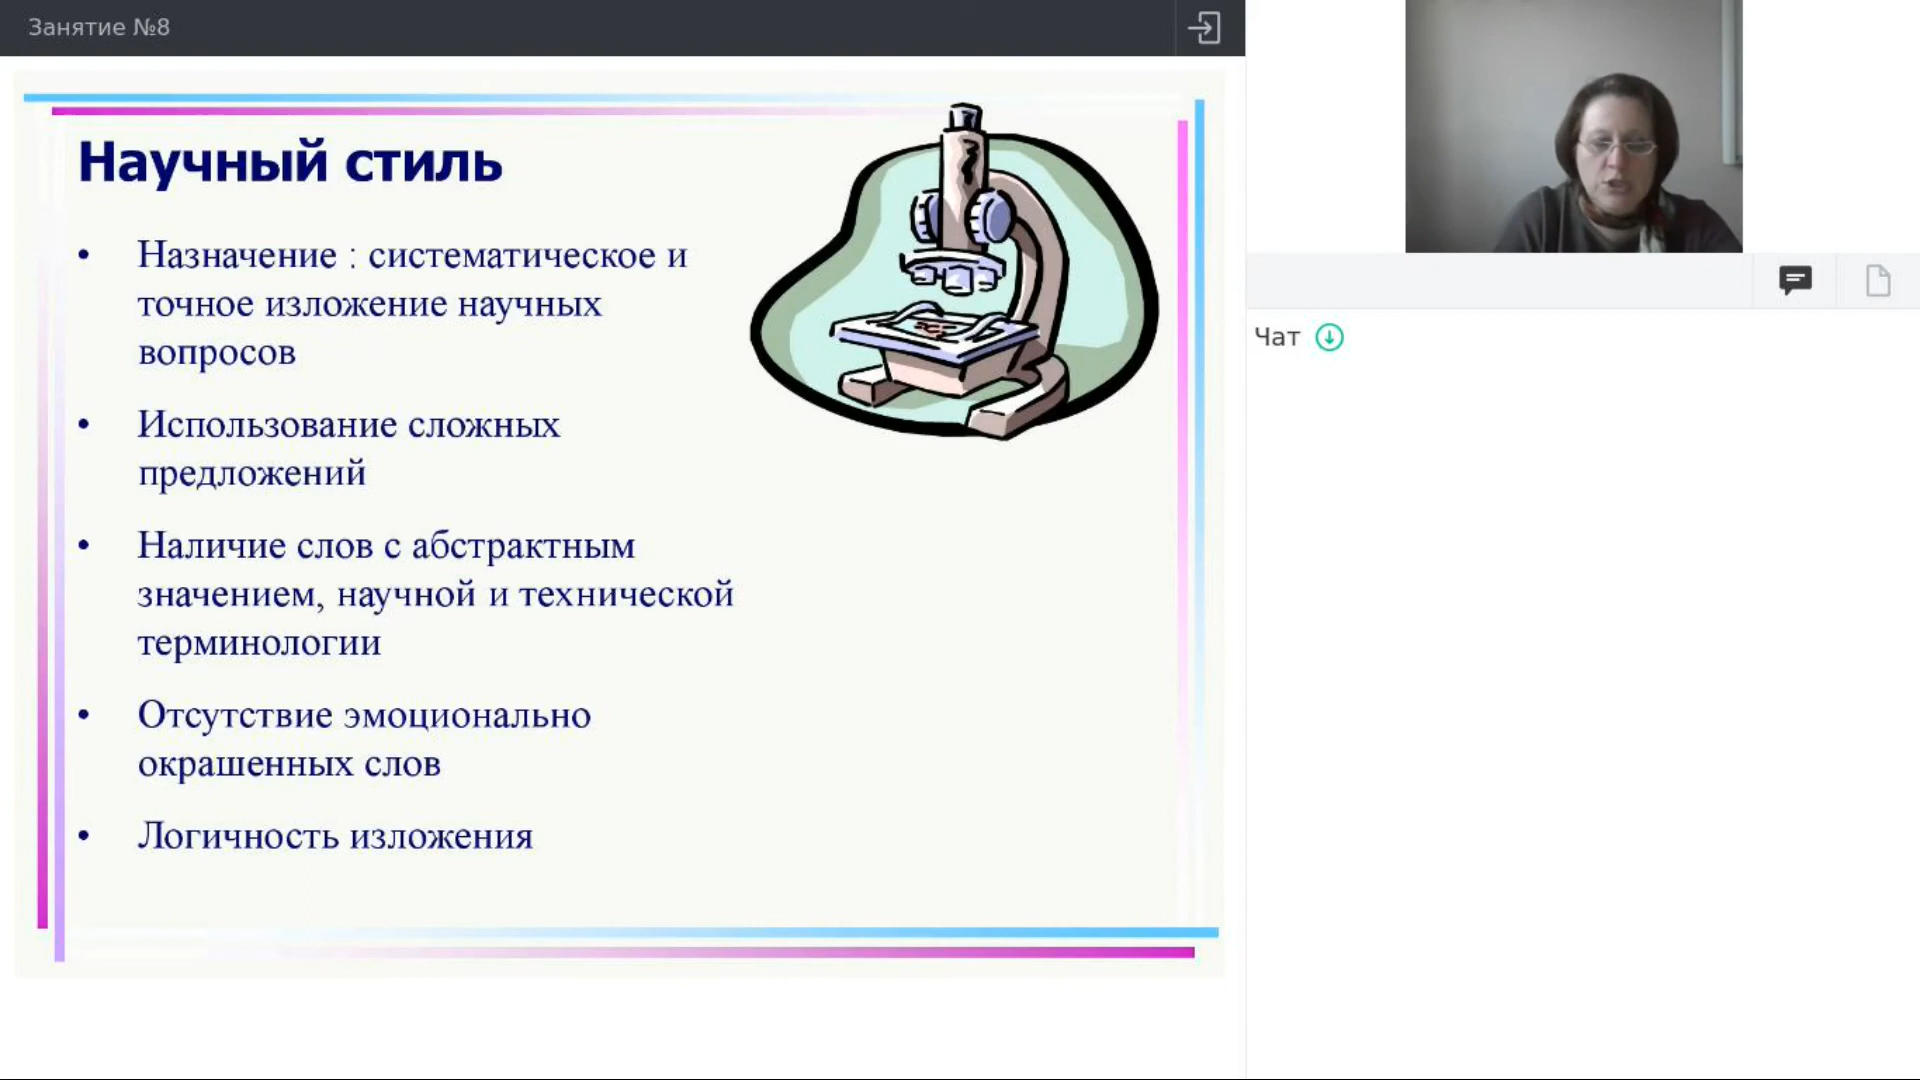 Занятие №8
Научный стиль
• Назначение : систематическое и
точное изложение научных
вопросов
• Использование сложных
предложений
• Наличие слов с абстрактным
значением, научной и технической
терминологии
• Отсутствие эмоционально
окрашенных слов
• Логичность изложения
Чат